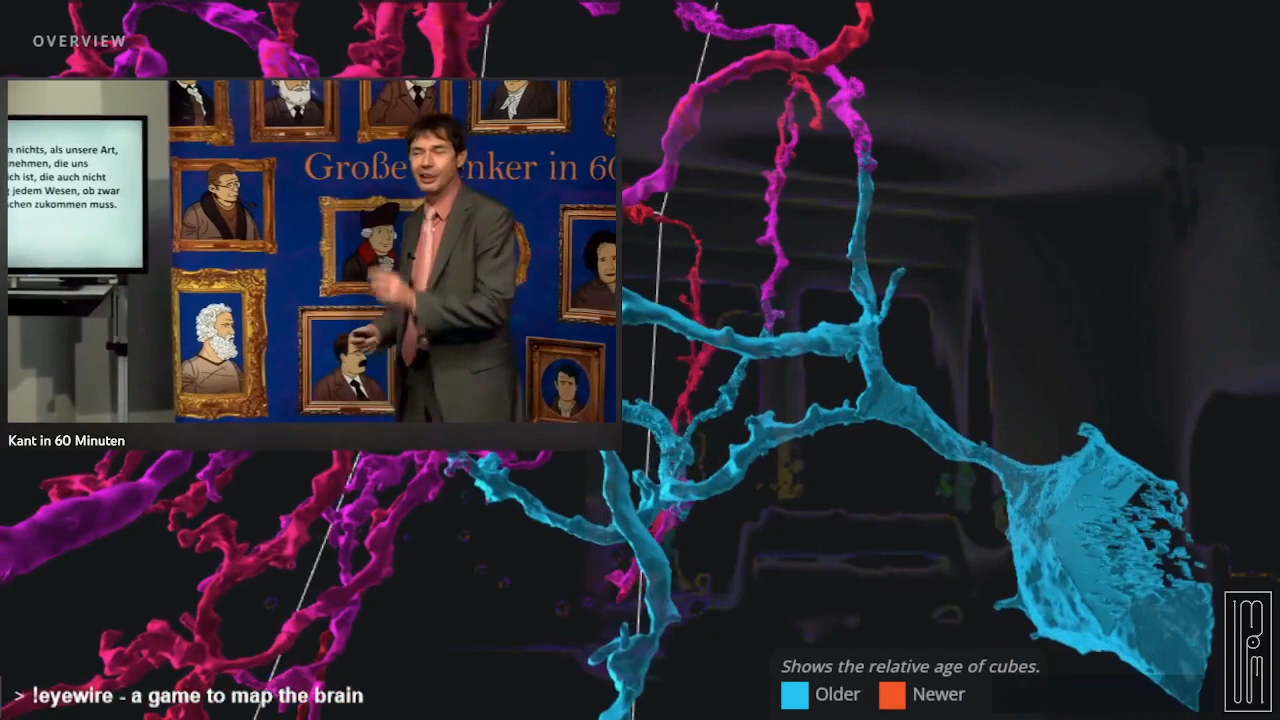 OVERVIEW
n nichts, als unsere Art,
nehmen, die uns
ich ist, die auch nicht
jedem Wesen, ob zwar
schen zukommen muss.
Große nker in 60
Kant in 60 Minuten
> !eyewire - a game to map the brain
Shows the relative age of cubes.
Older Newer